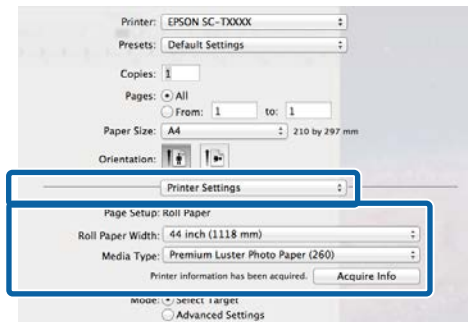 Printer: EPSON SC-TXXXX
Presets: Default Settings
Copies: 1
Pages: All
From: 1 to: 1
Paper Size: A4 210 by 297 mm
Orientation:
Printer Settings
Page Setup: Roll Paper
Roll Paper Width: 44 inch (1118 mm)
Media Type: Premium Luster Photo Paper (260)
Printer information has been acquired. Acquire Info
Mode: Select Target
Advanced Settings